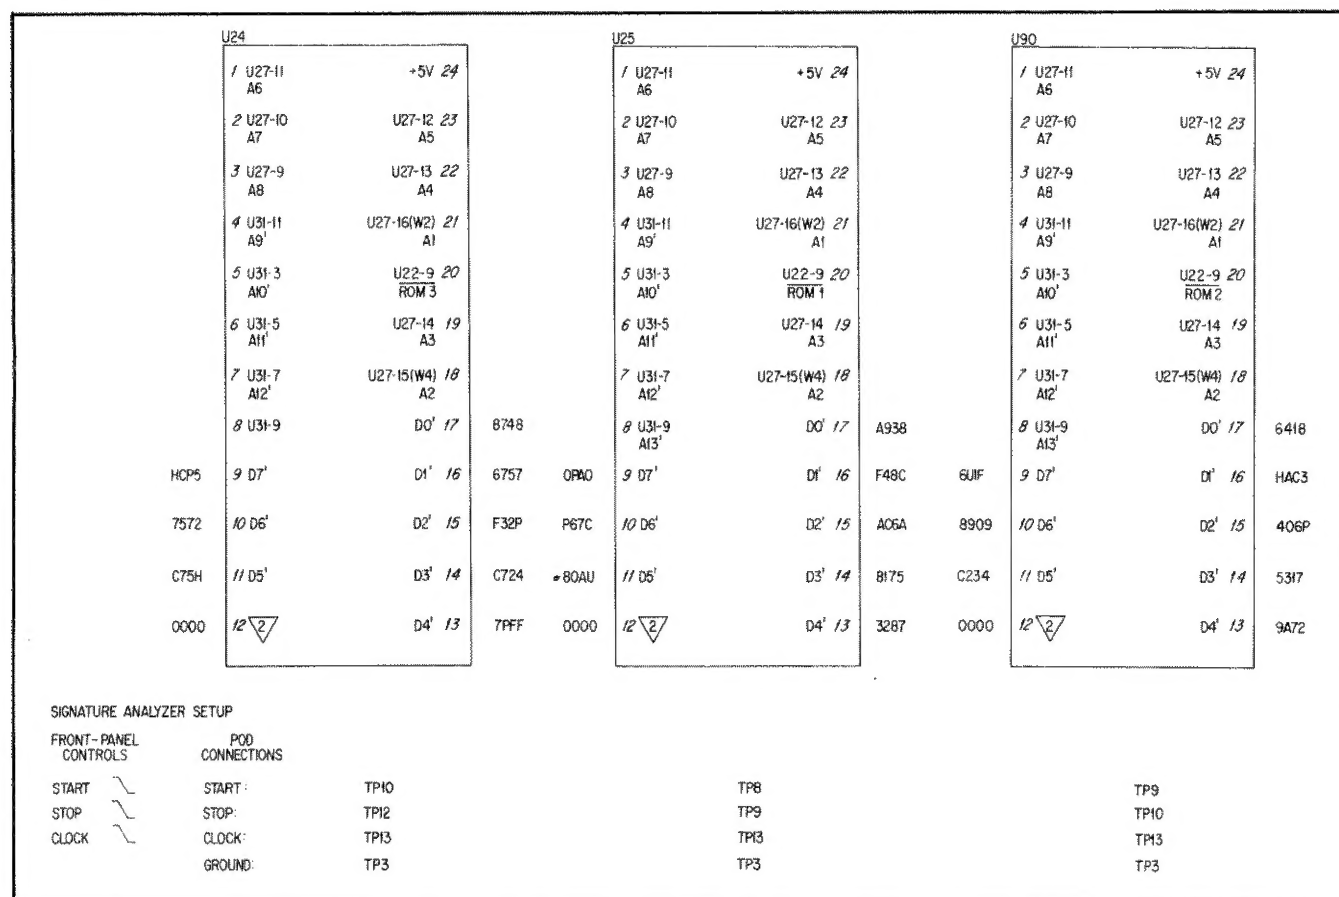 U24 U25 U90
1 U27-11 +5V 24 1 U27-11 +5V 24 1 U27-11 +5V 24
A6 A6 A6
2 U27-10 U27-12 23 2 U27-10 U27-12 23 2 U27-10 U27-12 23
A7 A5 A7 A5 A7 A5
3 U27-9 U27-13 22 3 U27-9 U27-13 22 3 U27-9 U27-13 22
A8 A4 A8 A4 A8 A4
4 U31-11 U27-16(W2) 21 4 U31-11 U27-16(W2) 21 4 U31-11 U27-16(W2) 21
A9' A1 A9' A1 A9' A1
5 U31-3 U22-9 20 5 U31-3 U22-9 20 5 U31-3 U22-9 20
A10' ROM 3 A10' ROM 1 A10' ROM 2
6 U31-5 U27-14 19 6 U31-5 U27-14 19 6 U31-5 U27-14 19
A11' A3 A11' A3 A11' A3
7 U31-7 U27-15(W4) 18 7 U31-7 U27-15(W4) 18 7 U31-7 U27-15(W4) 18
A12' A2 A12' A2 A12' A2
8 U31-9 D0' 17 8748 8 U31-9 D0' 17 A938 8 U31-9 D0' 17 6418
A13' A13'
HCP5 9 D7' D1' 16 6757 0PA0 9 D7' D1' 16 F48C 6U1F 9 D7' D1' 16 HAC3
7572 10 D6' D2' 15 F32P P67C 10 D6' D2' 15 AC6A 8909 10 D6' D2' 15 406P
C75H 11 D5' D3' 14 C724 80AU 11 D5' D3' 14 8175 C234 11 D5' D3' 14 5317
0000 12 2 D4' 13 7PFF 0000 12 2 D4' 13 3287 0000 12 2 D4' 13 9A72
SIGNATURE ANALYZER SETUP
FRONT-PANEL POD
CONTROLS CONNECTIONS
START START: TP10 TP8 TP9
STOP STOP: TP12 TP9 TP10
CLOCK CLOCK: TP13 TP13 TP13
GROUND: TP3 TP3 TP3